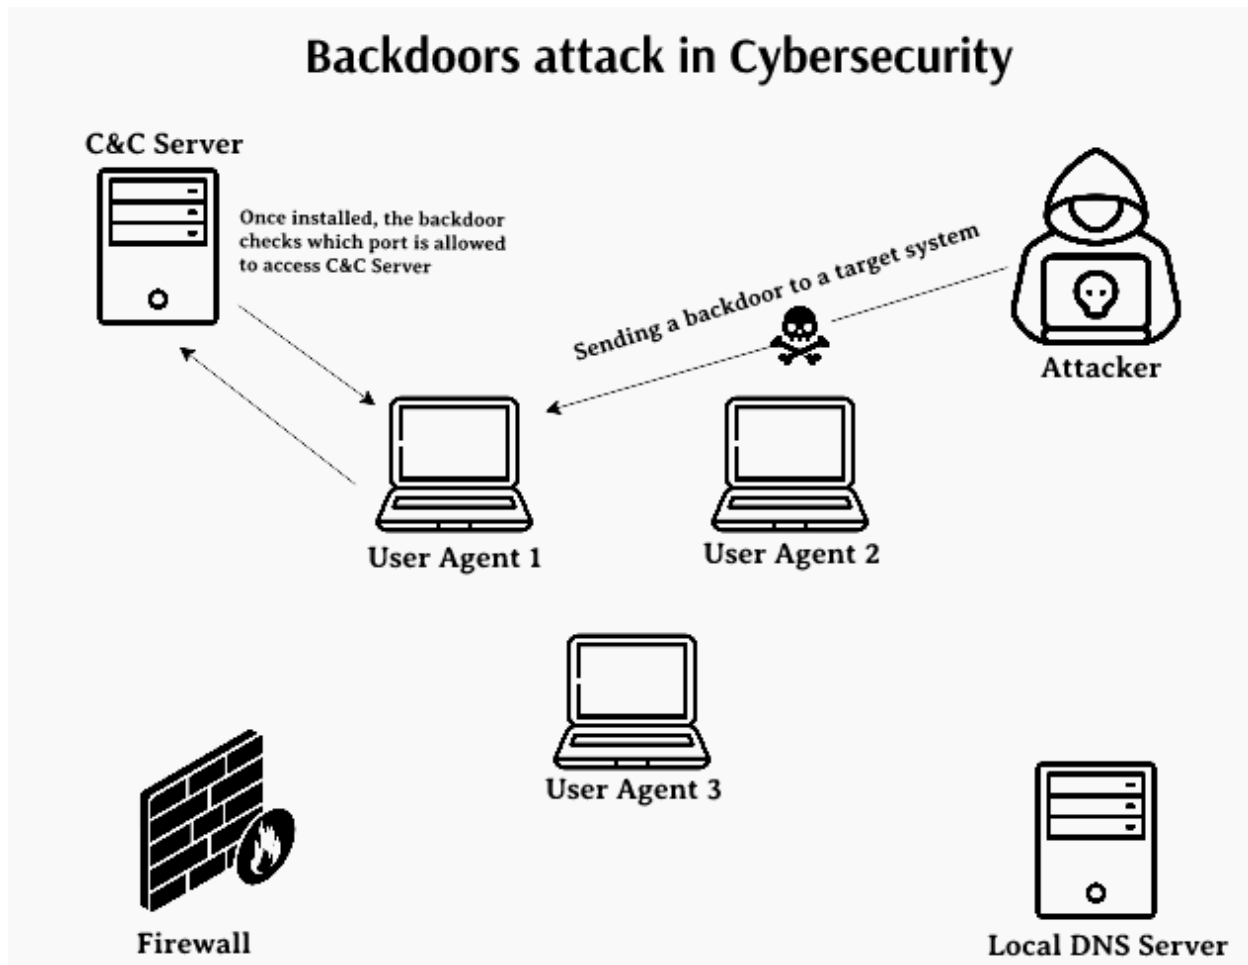 Backdoors attack in Cybersecurity
C&C Server
Once installed, the backdoor
checks which port is allowed
to access C&C Server
Sending a backdoor to a target system
Attacker
User Agent 1
User Agent 2
User Agent 3
Firewall
Local DNS Server